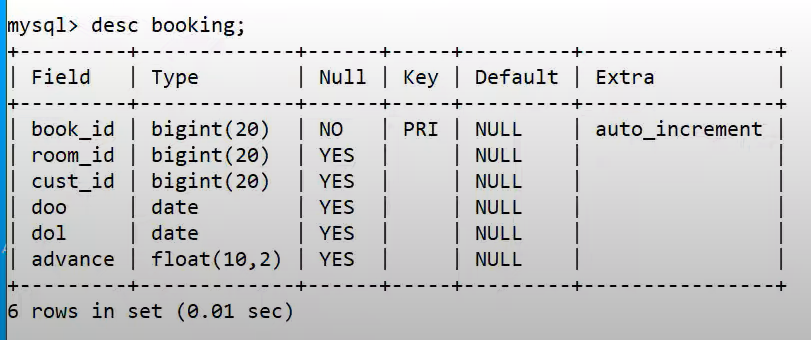 mysql> desc booking;
+---------+-------------+------+-----+---------+----------------+
| Field | Type | Null | Key | Default | Extra |
+---------+-------------+------+-----+---------+----------------+
| book_id | bigint(20) | NO | PRI | NULL | auto_increment |
| room_id | bigint(20) | YES | | NULL | |
| cust_id | bigint(20) | YES | | NULL | |
| doo | date | YES | | NULL | |
| dol | date | YES | | NULL | |
| advance | float(10,2) | YES | | NULL | |
+---------+-------------+------+-----+---------+----------------+
6 rows in set (0.01 sec)